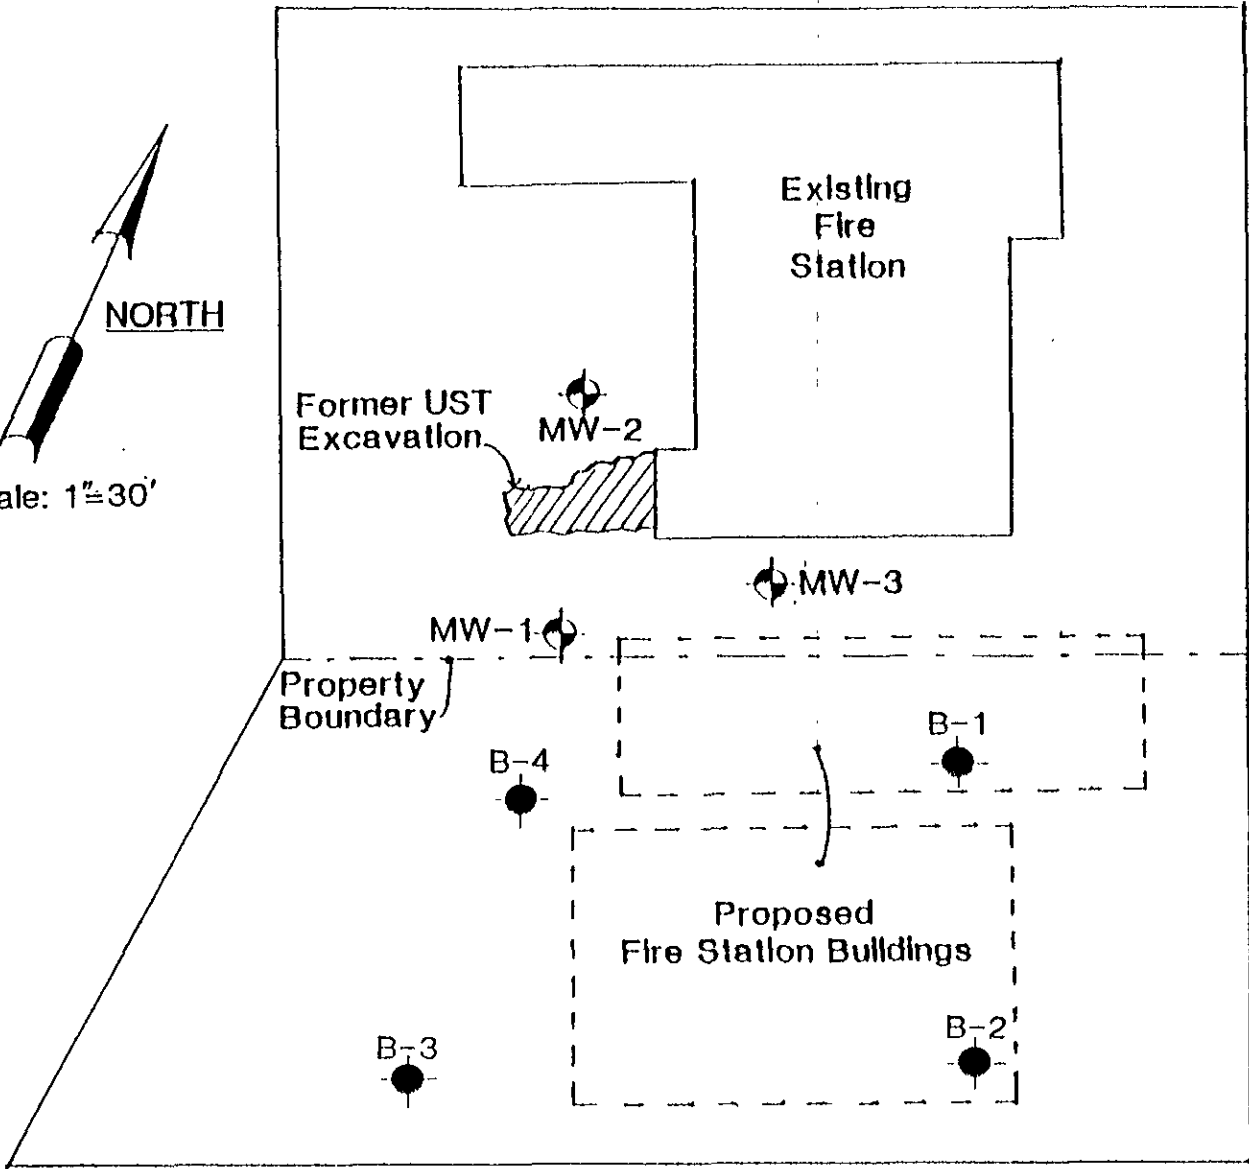 Existing
Fire
Station
NORTH
ale: 1"=30'
Former UST
Excavation
MW-2
MW-3
MW-1
Property
Boundary
B-1
B-4
Proposed
Fire Station Buildings
B-2
B-3